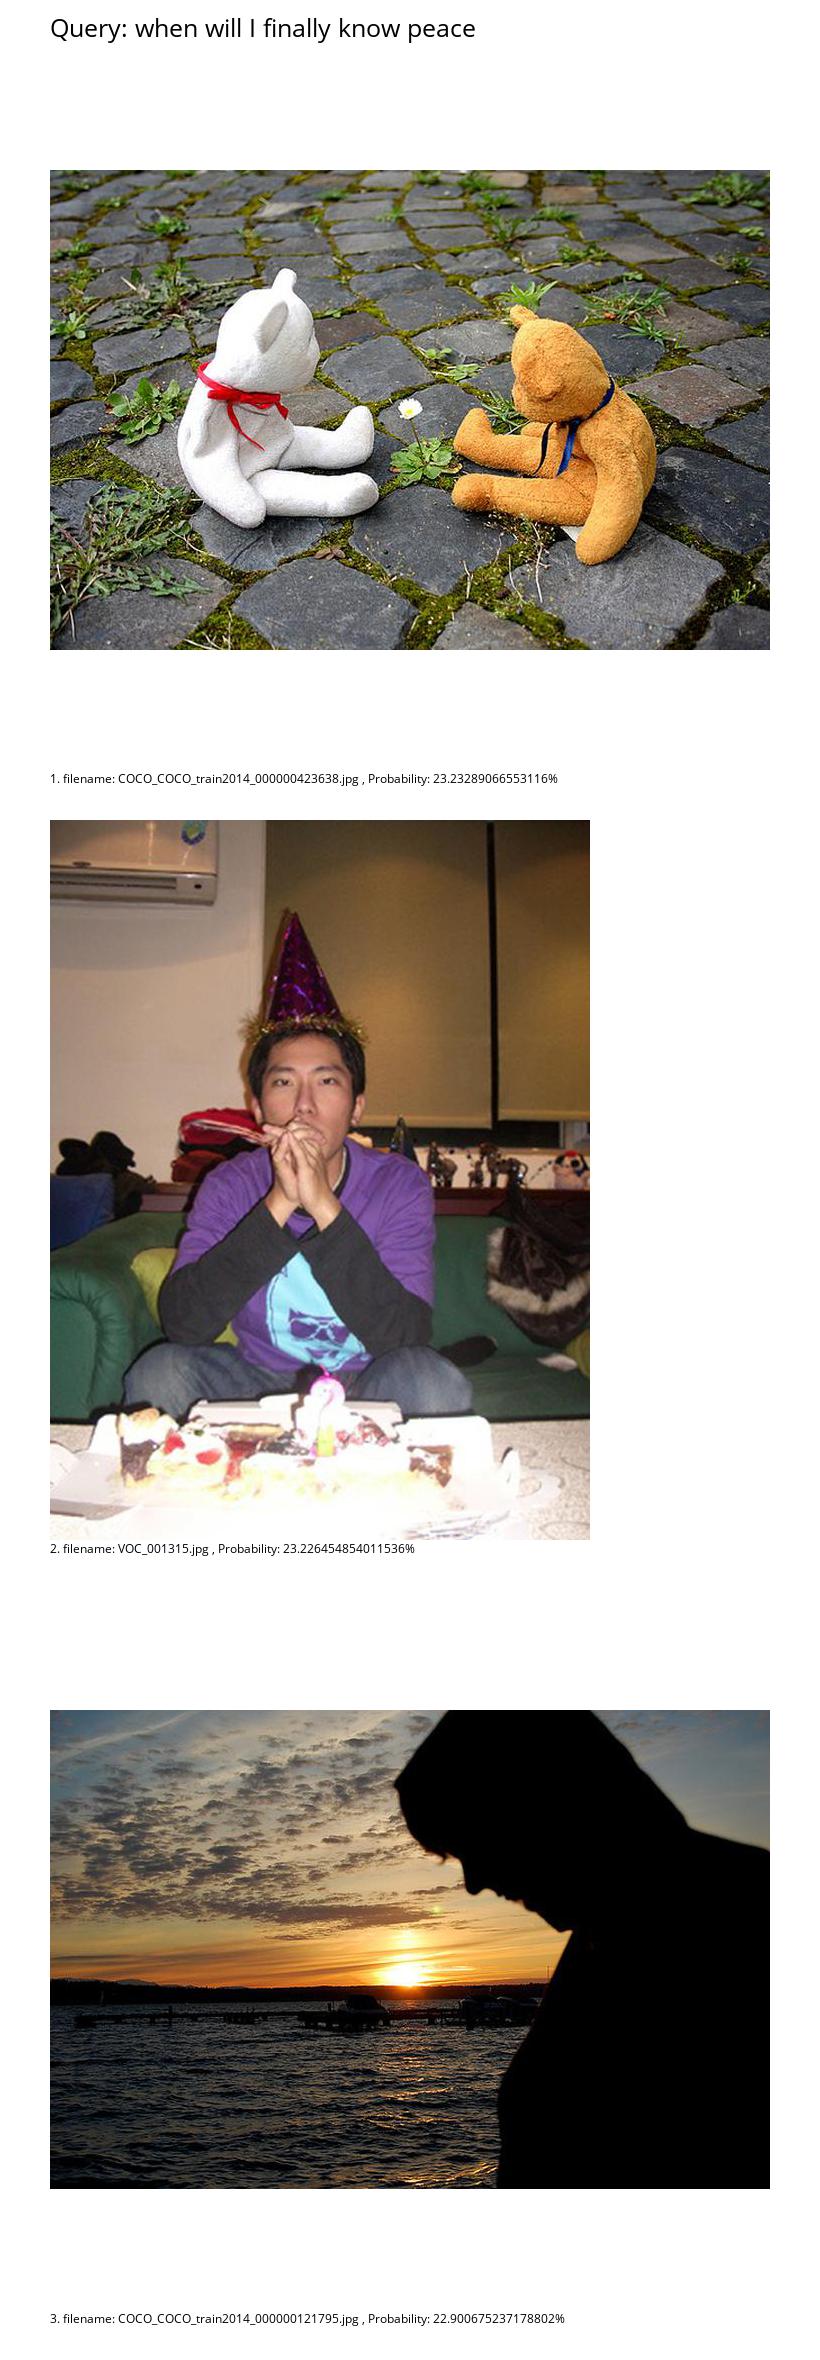 Query: when will I finally know peace
1. filename: COCO_COCO_train2014_000000423638.jpg , Probability: 23.23289066553116%
2. filename: VOC_001315.jpg , Probability: 23.226454854011536%
3. filename: COCO_COCO_train2014_000000121795.jpg , Probability: 22.9006752371788802%